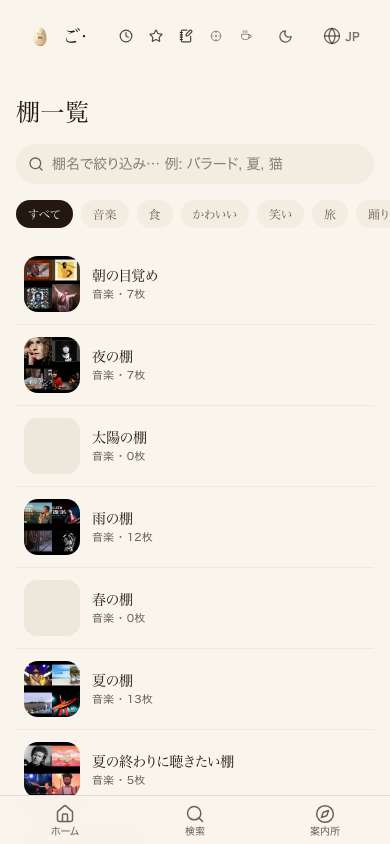 ご·
JP
棚一覧
棚名で絞り込み… 例: バラード, 夏, 猫
すべて 音楽 食 かわいい 笑い 旅 踊り
朝の目覚め
音楽・7枚
夜の棚
音楽・7枚
太陽の棚
音楽・0枚
雨の棚
音楽・12枚
春の棚
音楽・0枚
夏の棚
音楽・13枚
夏の終わりに聴きたい棚
音楽・5枚
ホーム 検索 案内所